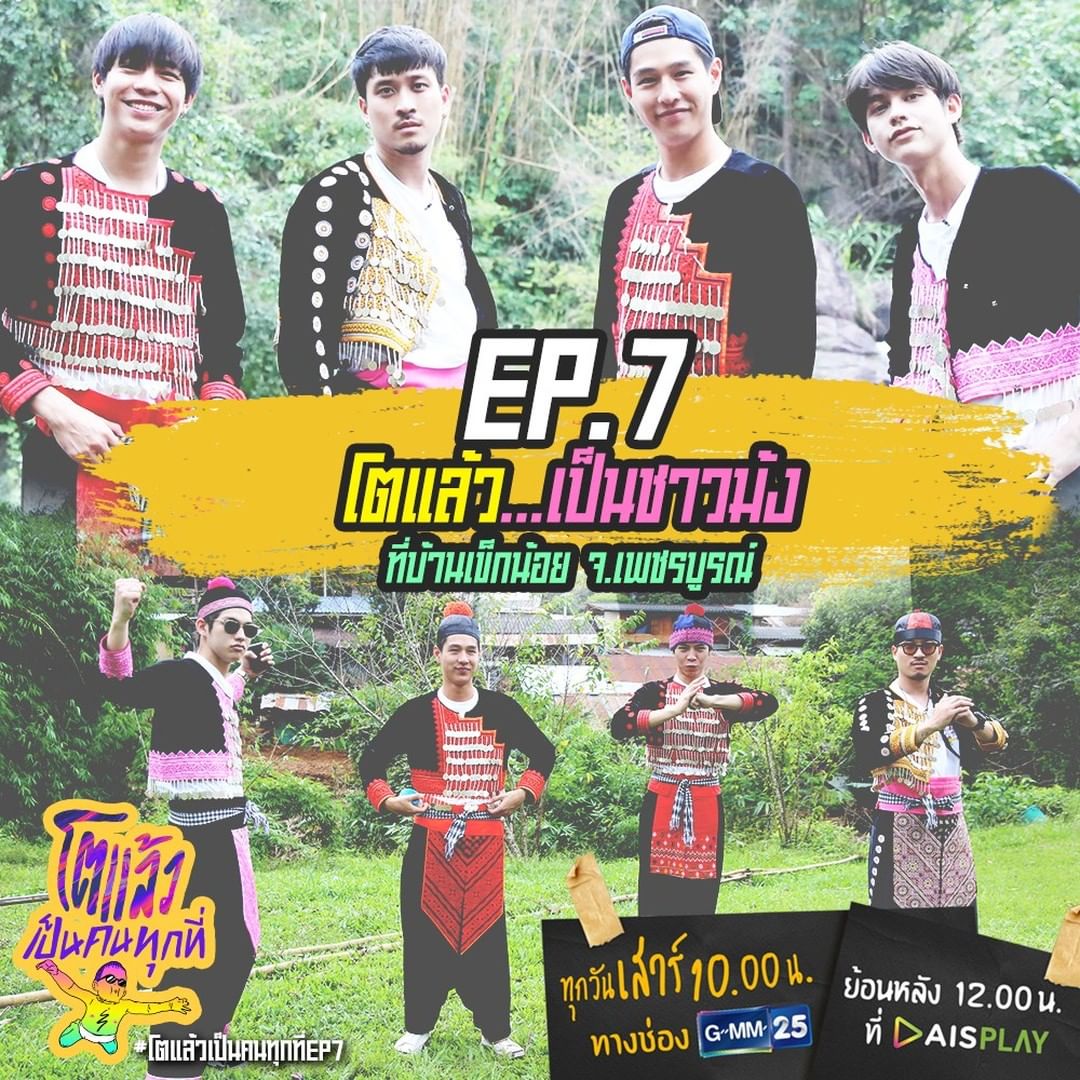 EP.7
โตแล้ว...เป็นชาวม้ง
ที่บ้านเข็กน้อย จ.เพชรบูรณ์
โตแล้ว
เป็นคนทุกที่
#โตแล้วเป็นคนทุกที่EP7
ทุกวันเสาร์ 10.00 น.
ทางช่อง GMM 25
ย้อนหลัง 12.00 น.
ที่ AISPLAY